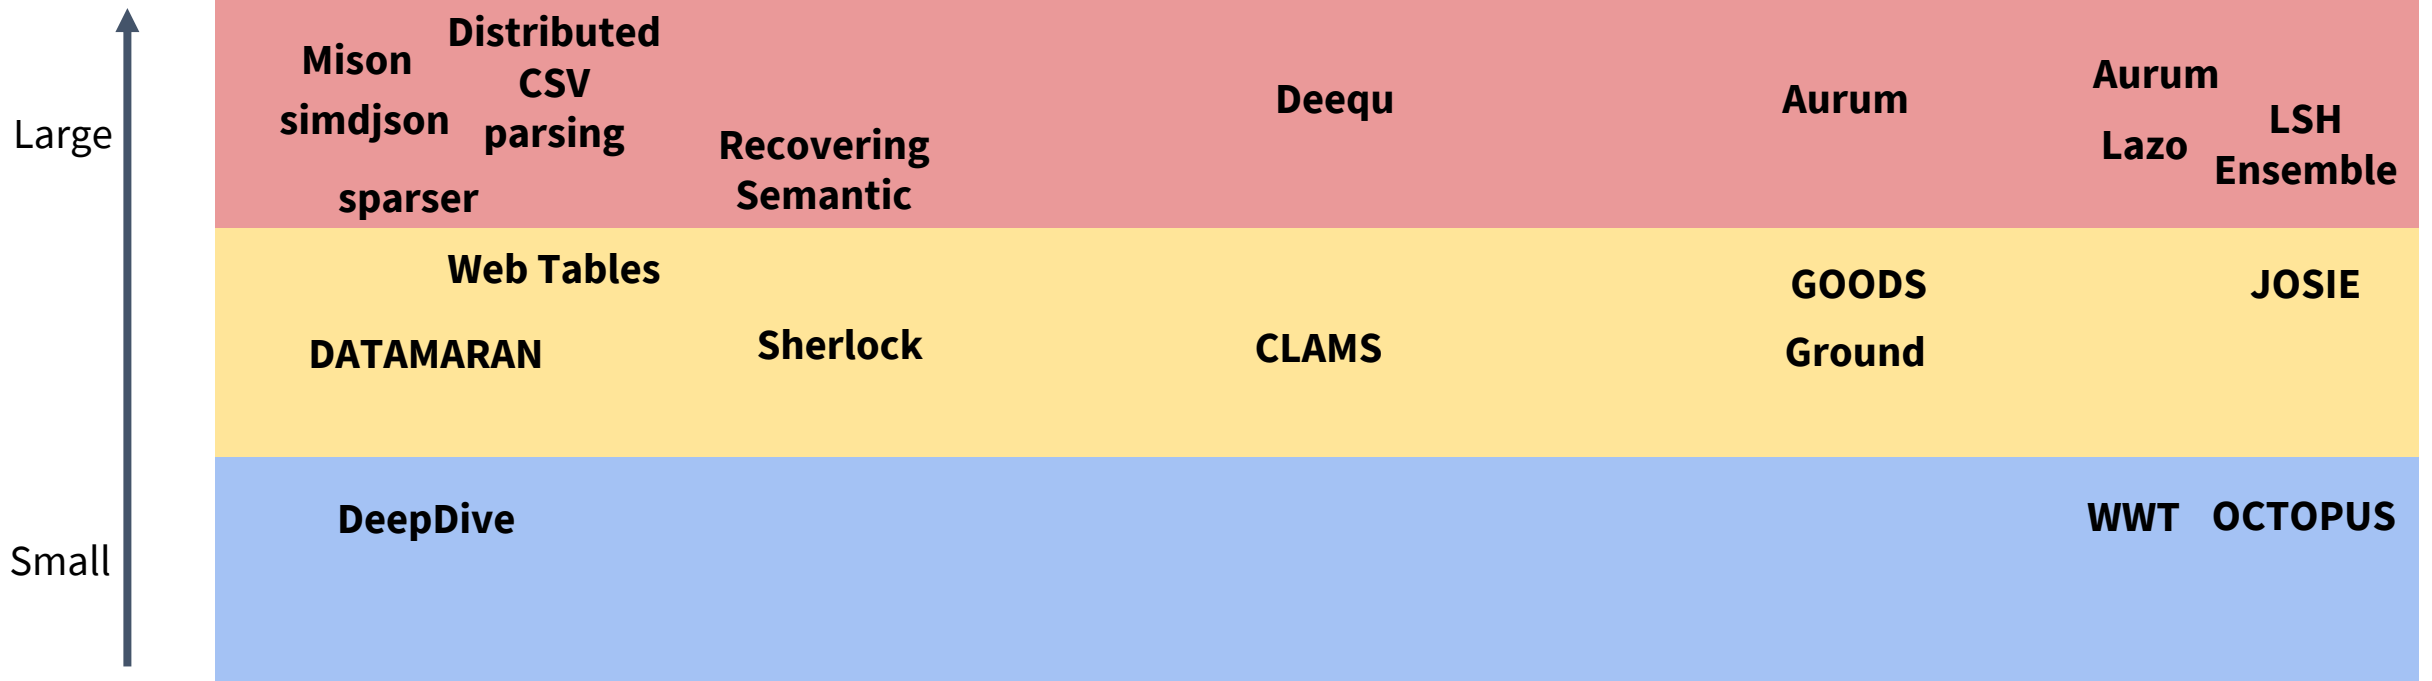 Large
Small
Mison
simdjson
sparser
Distributed
CSV
parsing
Recovering
Semantic
Deequ
Aurum
Aurum
Lazo
LSH
Ensemble
Web Tables
DATAMARAN
Sherlock
CLAMS
GOODS
Ground
JOSIE
DeepDive
WWT
OCTOPUS